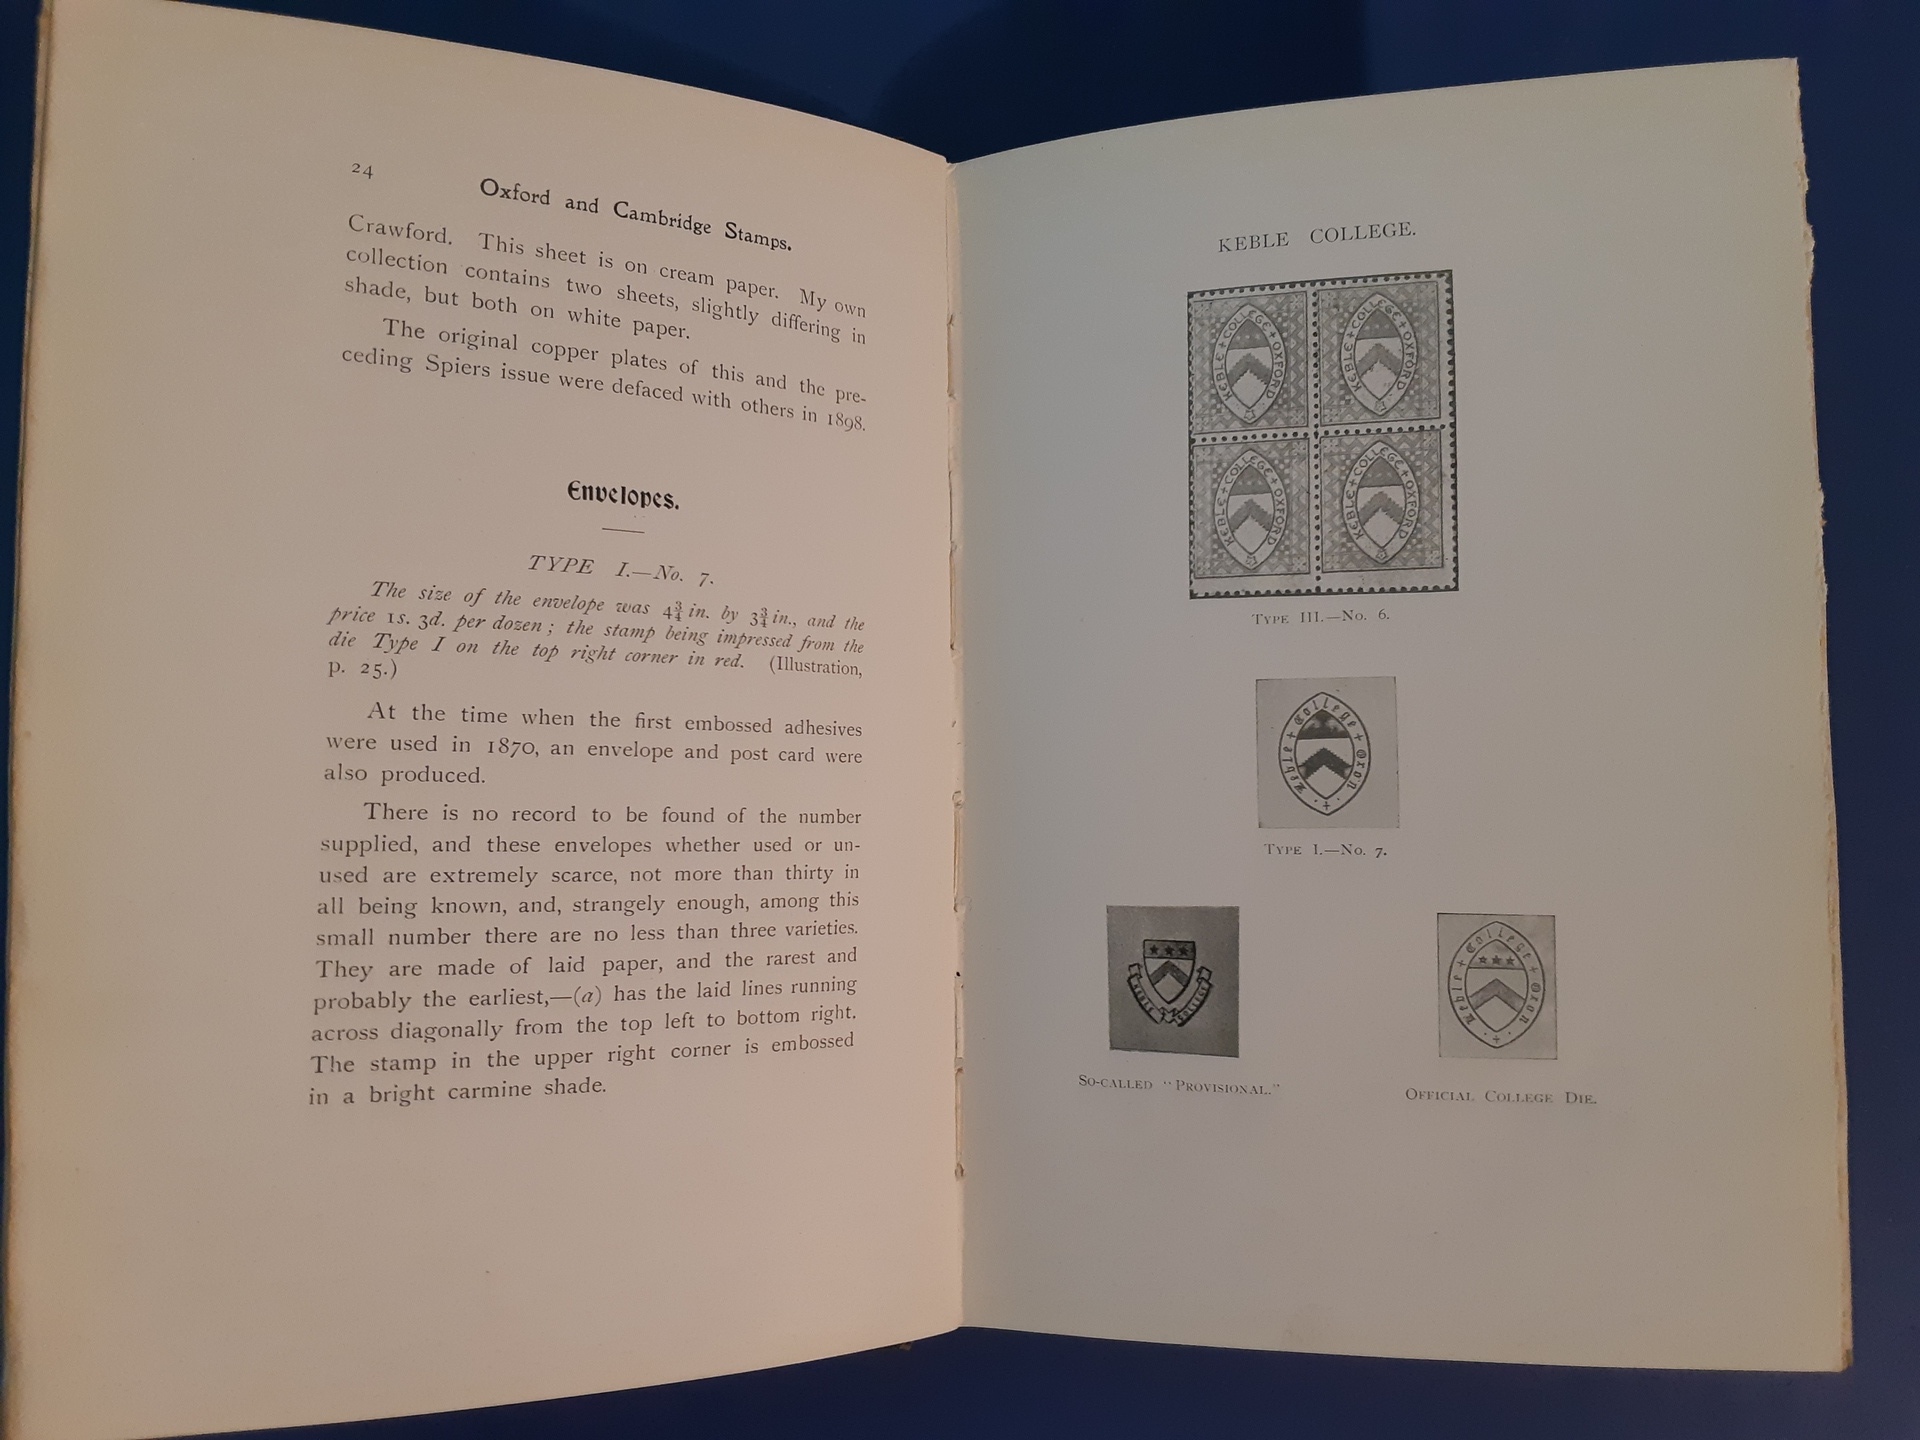 24
Oxford and Cambridge Stamps.
Crawford. This sheet is on cream paper. My own
collection contains two sheets, slightly differing in
shade, but both on white paper.
The original copper plates of this and the pre-
ceding Spiers issue were defaced with others in 1898.
Envelopes.
TYPE I.—No. 7.
The size of the envelope was 4¾ in. by 3¾ in., and the
price 1s. 3d. per dozen; the stamp being impressed from the
die Type I on the top right corner in red. (Illustration,
p. 25.)
At the time when the first embossed adhesives
were used in 1870, an envelope and post card were
also produced.
There is no record to be found of the number
supplied, and these envelopes whether used or un-
used are extremely scarce, not more than thirty in
all being known, and, strangely enough, among this
small number there are no less than three varieties.
They are made of laid paper, and the rarest and
probably the earliest,—(a) has the laid lines running
across diagonally from the top left to bottom right.
The stamp in the upper right corner is embossed
in a bright carmine shade.
KEBLE COLLEGE.
KEBLE + COLLEGE + OXFORD
KEBLE + COLLEGE + OXFORD
KEBLE + COLLEGE + OXFORD
KEBLE + COLLEGE + OXFORD
TYPE III.—No. 6.
Keble + College + Oxon
TYPE I.—No. 7.
KEBLE COLLEGE
SO-CALLED "PROVISIONAL."
Keble + College + Oxon
OFFICIAL COLLEGE DIE.